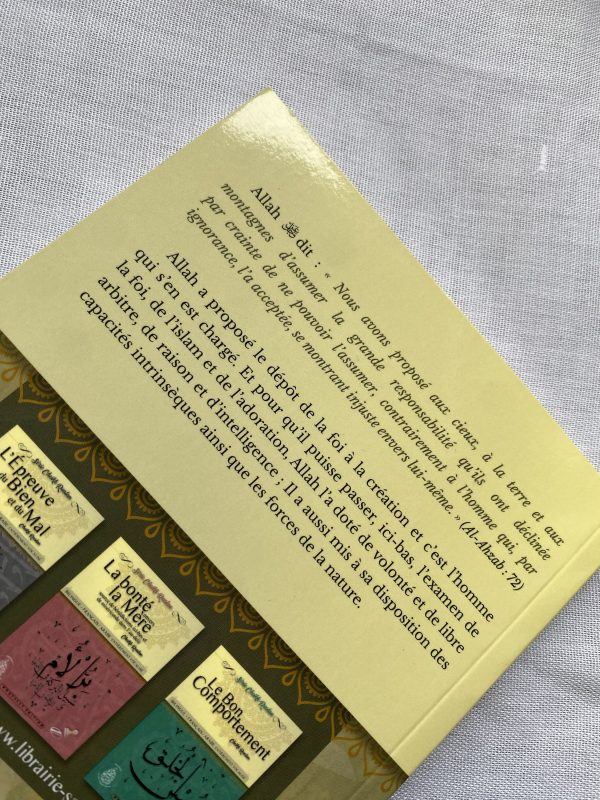 Allah ﷻ dit : « Nous avons proposé aux cieux, à la terre et aux
montagnes d'assumer la grande responsabilité qu'ils ont déclinée
par crainte de ne pouvoir l'assumer, contrairement à l'homme qui, par
ignorance, l'a acceptée, se montrant injuste envers lui-même. » (Al-Ahzab : 72)
Allah a proposé le dépôt de la foi à la création et c'est l'homme
qui s'en est chargé. Et pour qu'il puisse passer, ici-bas, l'examen de
la foi, de l'islam et de l'adoration, Allah l'a doté de volonté et de libre
arbitre, de raison et d'intelligence ; Il a aussi mis à sa disposition des
capacités intrinsèques ainsi que les forces de la nature.
L'Épreuve
du Bien
et du Mal
La bonté
la Mère
بر الأم
Le Bon
Comportement
حسن الخلق
www.librairie-sa